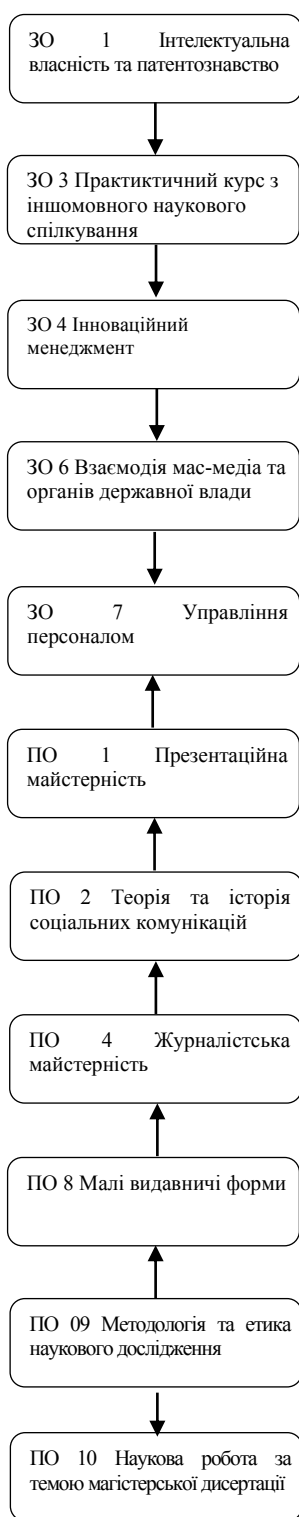 ЗО 1 Інтелектуальна
власність та патентознавство
ЗО 3 Практиктичний курс з
іншомовного наукового
спілкування
ЗО 4 Інноваційний
менеджмент
ЗО 6 Взаємодія мас-медіа та
органів державної влади
ЗО 7 Управління
персоналом
ПО 1 Презентаційна
майстерність
ПО 2 Теорія та історія
соціальних комунікацій
ПО 4 Журналістська
майстерність
ПО 8 Малі видавничі форми
ПО 09 Методологія та етика
наукового дослідження
ПО 10 Наукова робота за
темою магістерської дисертації